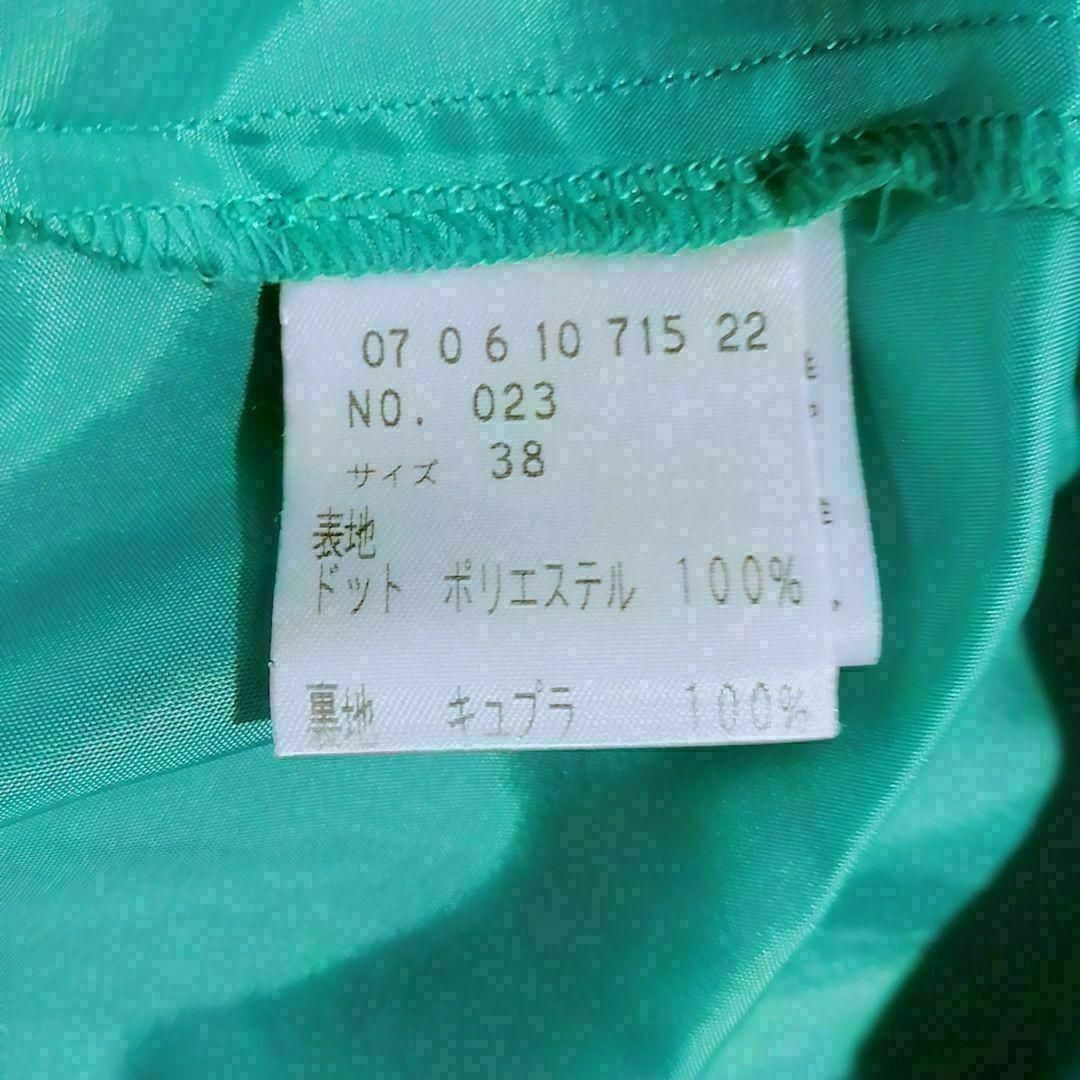 07 0 6 10 715 22
NO. 023
サイズ 38
表地
ドット ポリエステル 100%
裏地 キュプラ 100%